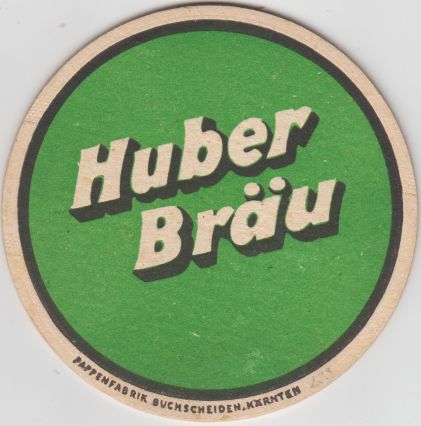 Huber
Bräu
PAPPENFABRIK BUCHSCHEIDEN, KÄRNTEN